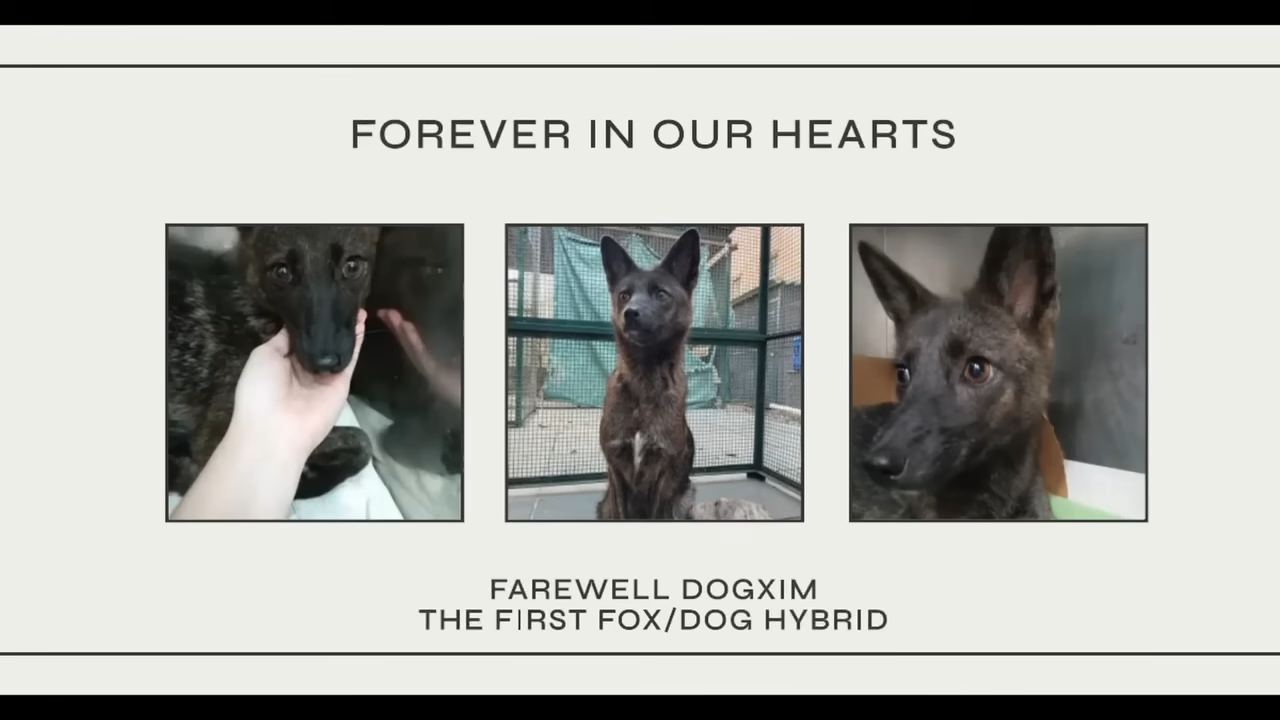 FOREVER IN OUR HEARTS
FAREWELL DOGXIM
THE FIRST FOX/DOG HYBRID